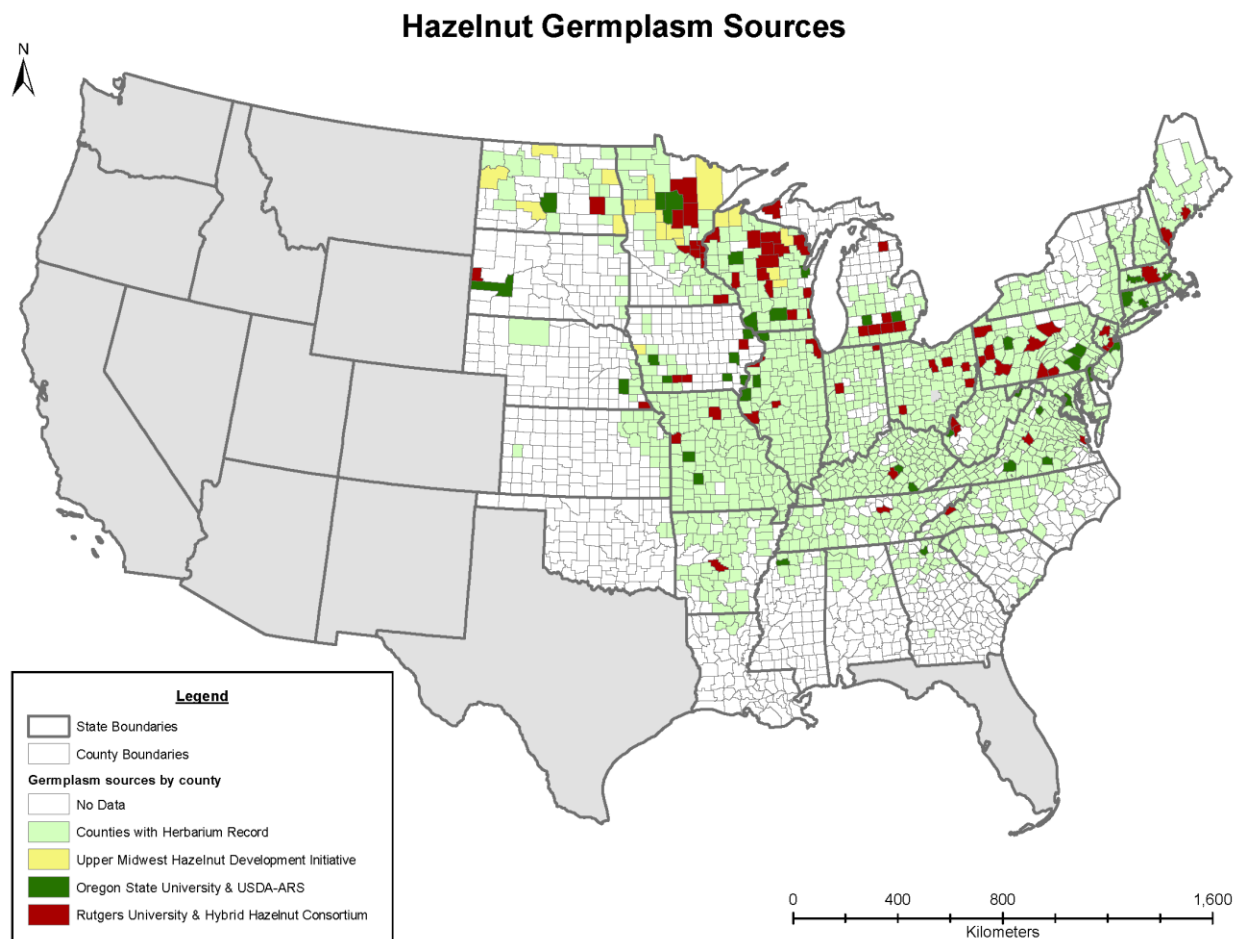 Hazelnut Germplasm Sources
N
Legend
State Boundaries
County Boundaries
Germplasm sources by county
No Data
Counties with Herbarium Record
Upper Midwest Hazelnut Development Initiative
Oregon State University & USDA-ARS
Rutgers University & Hybrid Hazelnut Consortium
0 400 800 1,600
Kilometers